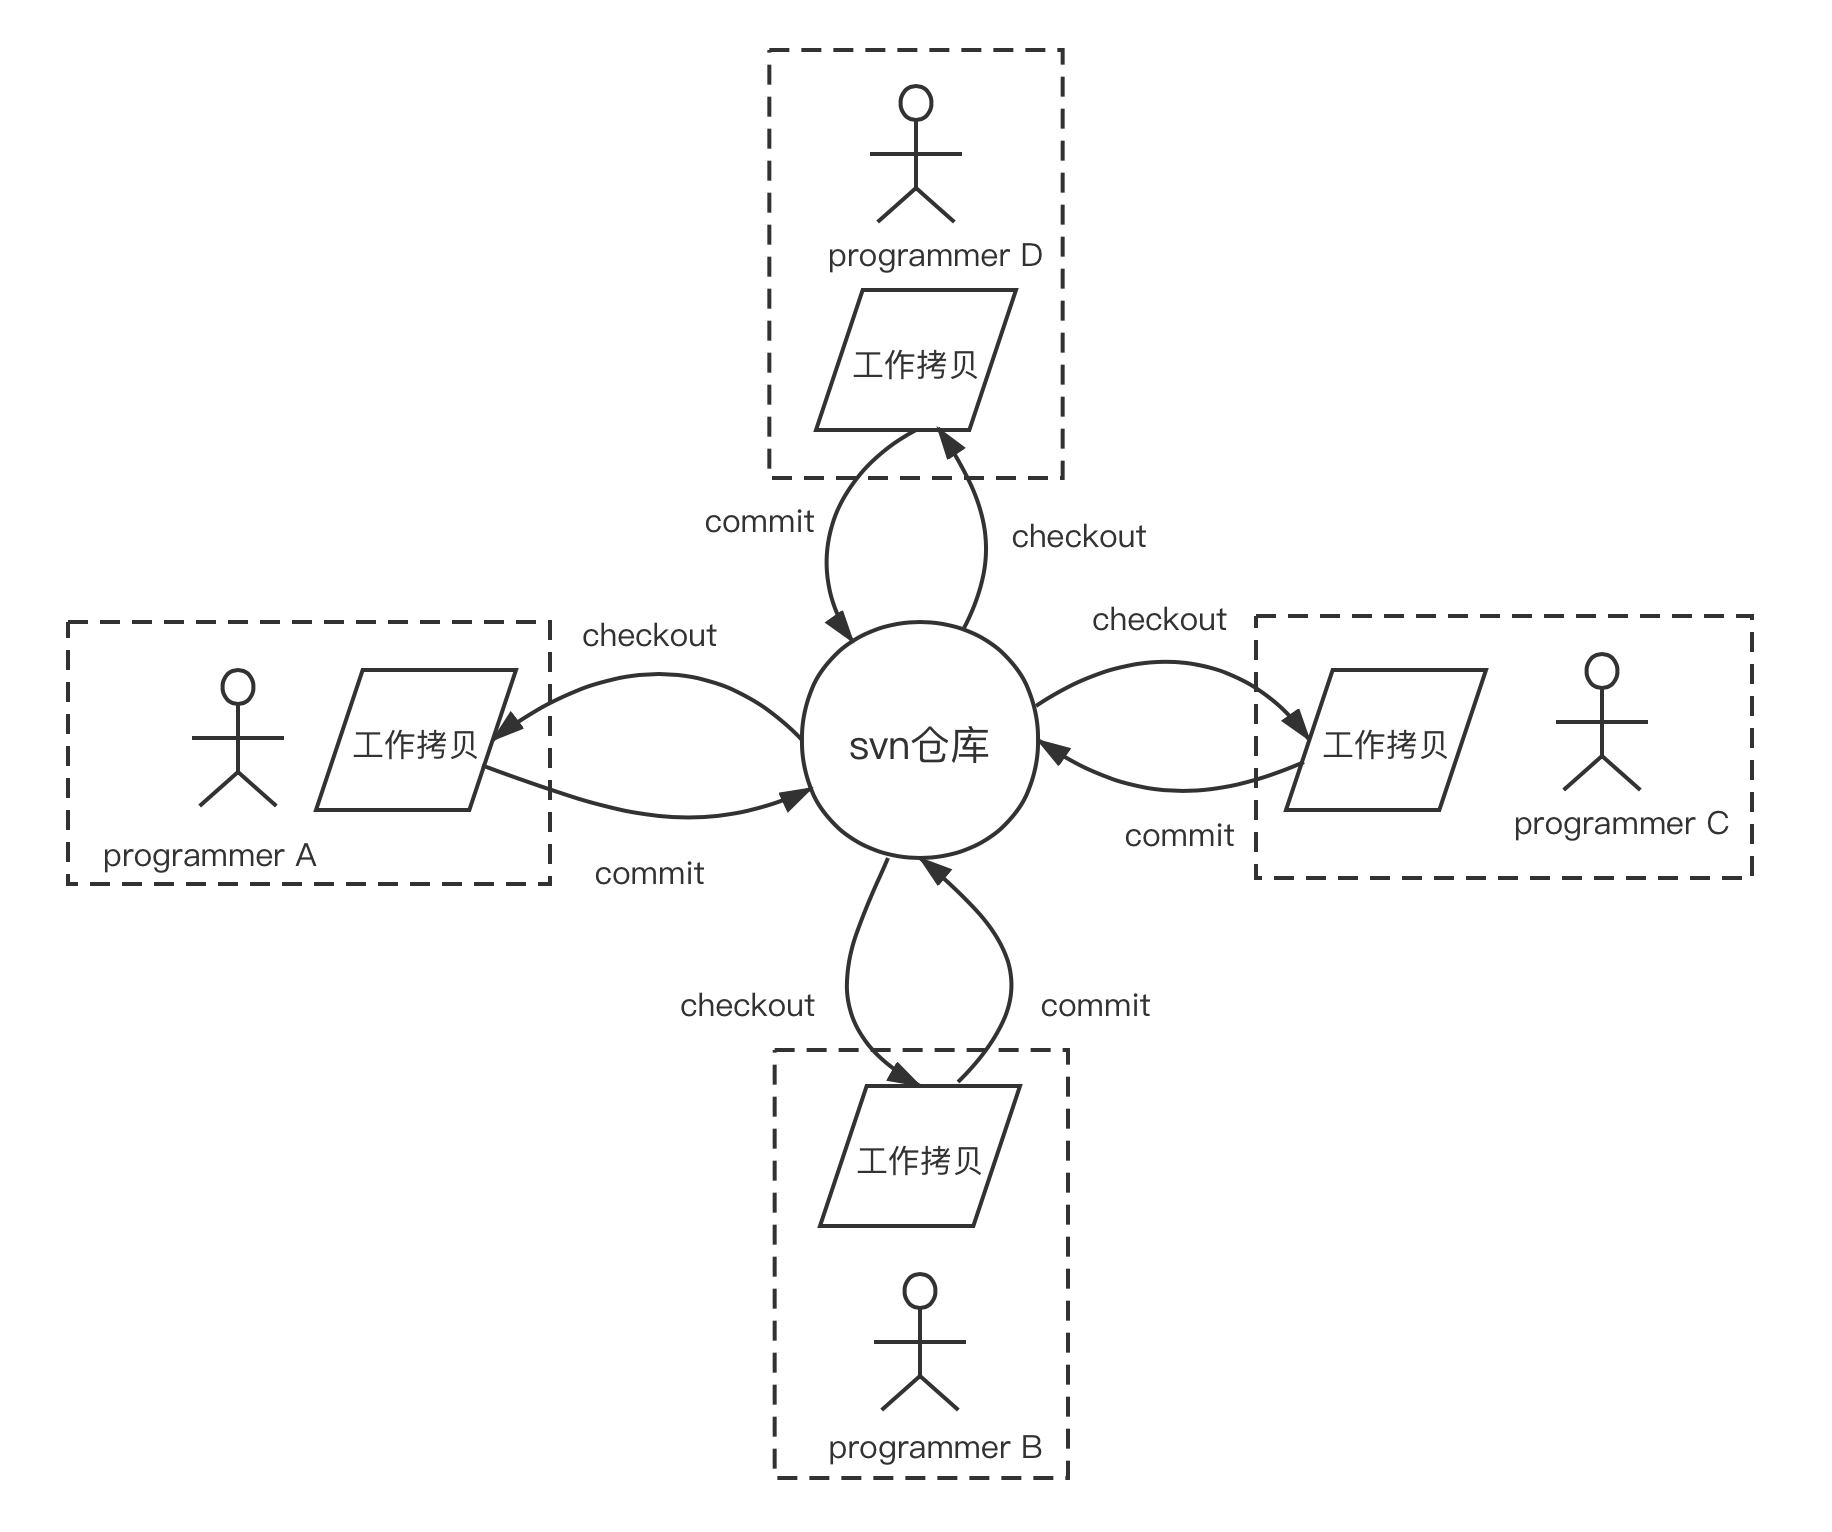 programmer D
工作拷贝
commit
checkout
checkout
checkout
工作拷贝
programmer A
commit
svn仓库
工作拷贝
programmer C
commit
checkout
commit
工作拷贝
programmer B